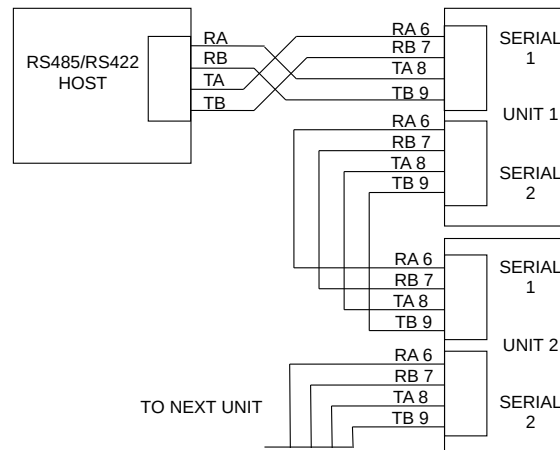 RS485/RS422
HOST
RA
RB
TA
TB
RA 6
RB 7
TA 8
TB 9
SERIAL
1
UNIT 1
RA 6
RB 7
TA 8
TB 9
SERIAL
2
RA 6
RB 7
TA 8
TB 9
SERIAL
1
UNIT 2
RA 6
RB 7
TA 8
TB 9
SERIAL
2
TO NEXT UNIT